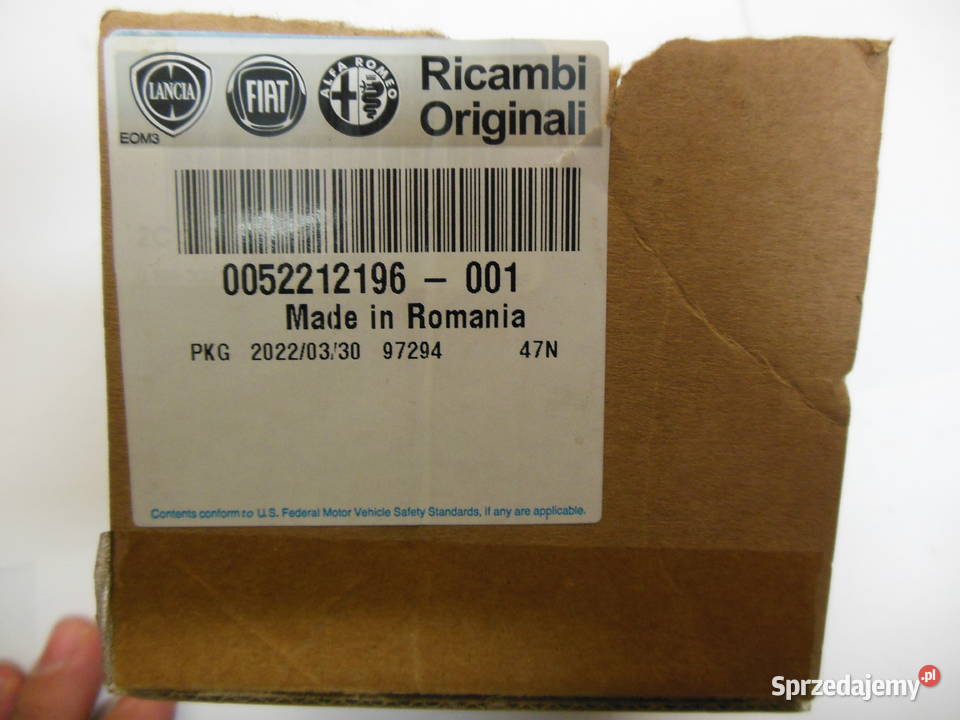 LANCIA FIAT ALFA ROMEO Ricambi
Originali
EOM3
0052212196 – 001
Made in Romania
PKG 2022/03/30 97294 47N
Contents conform to U.S. Federal Motor Vehicle Safety Standards, if any are applicable.
Sprzedajemy.pl